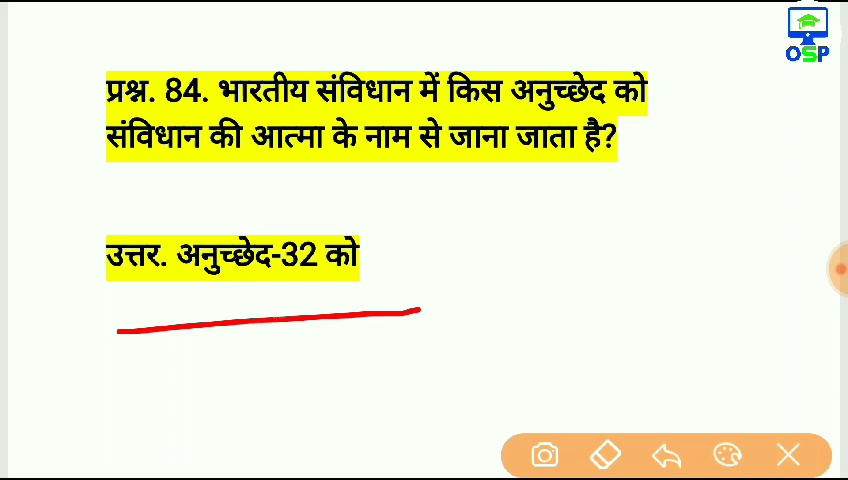 OSP
प्रश्न. 84. भारतीय संविधान में किस अनुच्छेद को
संविधान की आत्मा के नाम से जाना जाता है?
उत्तर. अनुच्छेद-32 को